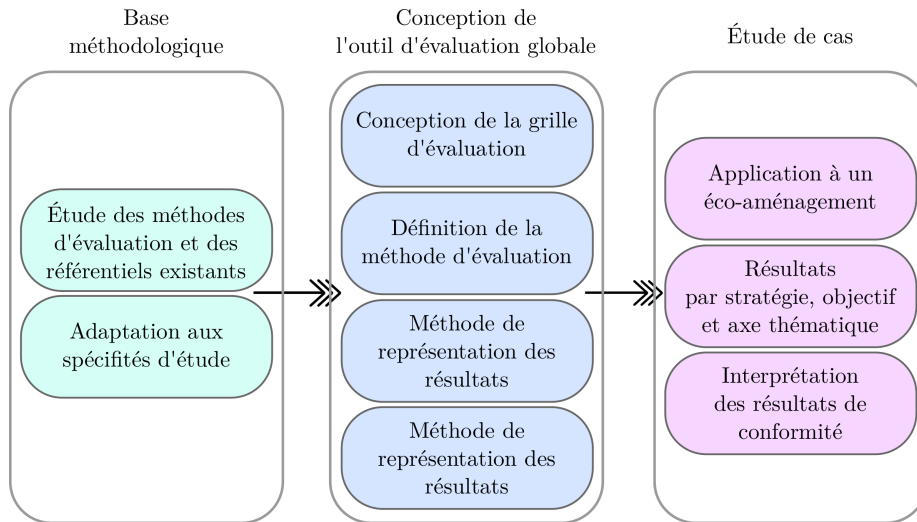 Base
méthodologique
Étude des méthodes
d'évaluation et des
référentiels existants
Adaptation aux
spécifités d'étude
Conception de
l'outil d'évaluation globale
Conception de la grille
d'évaluation
Définition de la
méthode d'évaluation
Méthode de
représentation des
résultats
Méthode de
représentation des
résultats
Étude de cas
Application à un
éco-aménagement
Résultats
par stratégie, objectif
et axe thématique
Interprétation
des résultats de
conformité